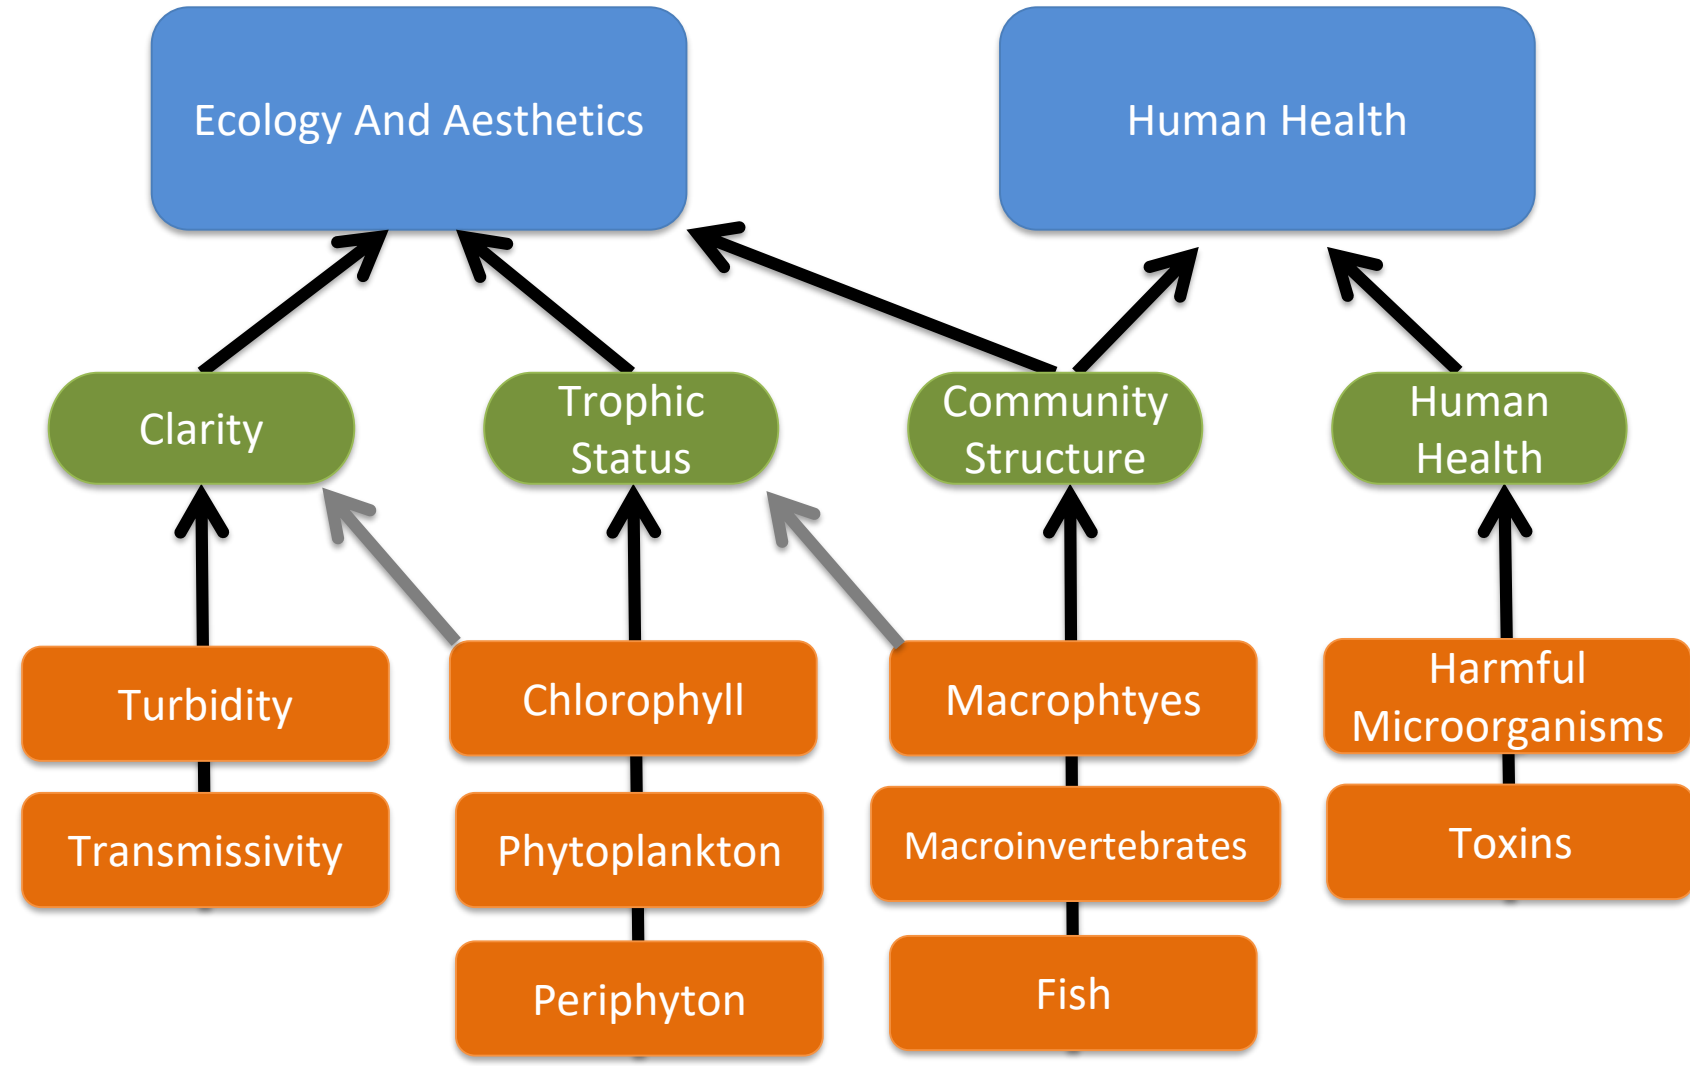 Ecology And Aesthetics
Human Health
Clarity
Trophic
Status
Community
Structure
Human
Health
Turbidity
Chlorophyll
Macrophtyes
Harmful
Microorganisms
Transmissivity
Phytoplankton
Macroinvertebrates
Toxins
Periphyton
Fish